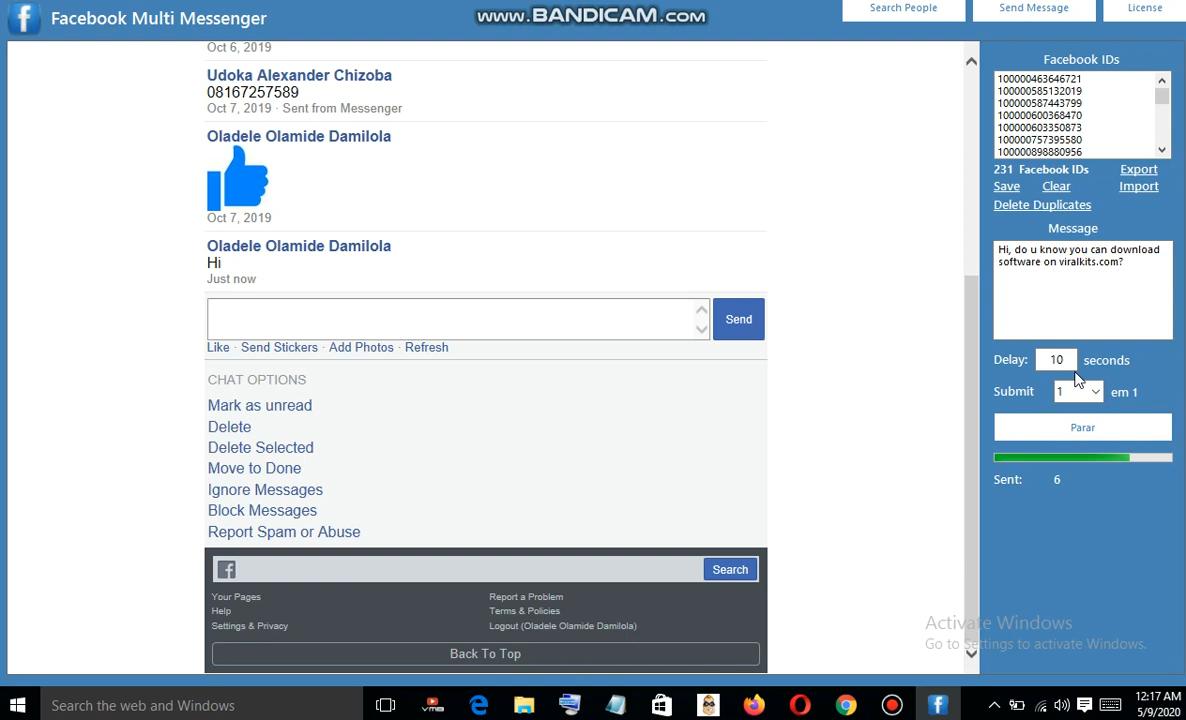 Facebook Multi Messenger
www.BANDICAM.com
Search People
Send Message
License
Oct 6, 2019
Udoka Alexander Chizoba
08167257589
Oct 7, 2019 · Sent from Messenger
Oladele Olamide Damilola
Oct 7, 2019
Oladele Olamide Damilola
Hi
Just now
Send
Like · Send Stickers · Add Photos · Refresh
CHAT OPTIONS
Mark as unread
Delete
Delete Selected
Move to Done
Ignore Messages
Block Messages
Report Spam or Abuse
Search
Your Pages
Report a Problem
Help
Terms & Policies
Settings & Privacy
Logout (Oladele Olamide Damilola)
Back To Top
Facebook IDs
100000463646721
100000585132019
100000587443799
100000600368470
100000603350873
100000757395580
100000898880956
231 Facebook IDs
Export
Save
Clear
Import
Delete Duplicates
Message
Hi, do u know you can download
software on viralkits.com?
Delay: 10 seconds
Submit 1 em 1
Parar
Sent: 6
Activate Windows
Go to Settings to activate Windows.
Search the web and Windows
12:17 AM
5/9/2020